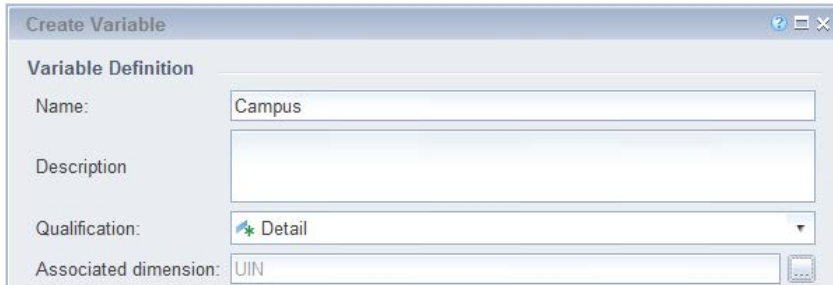 Create Variable
Variable Definition
Name: Campus
Description
Qualification: Detail
Associated dimension: UIN ...